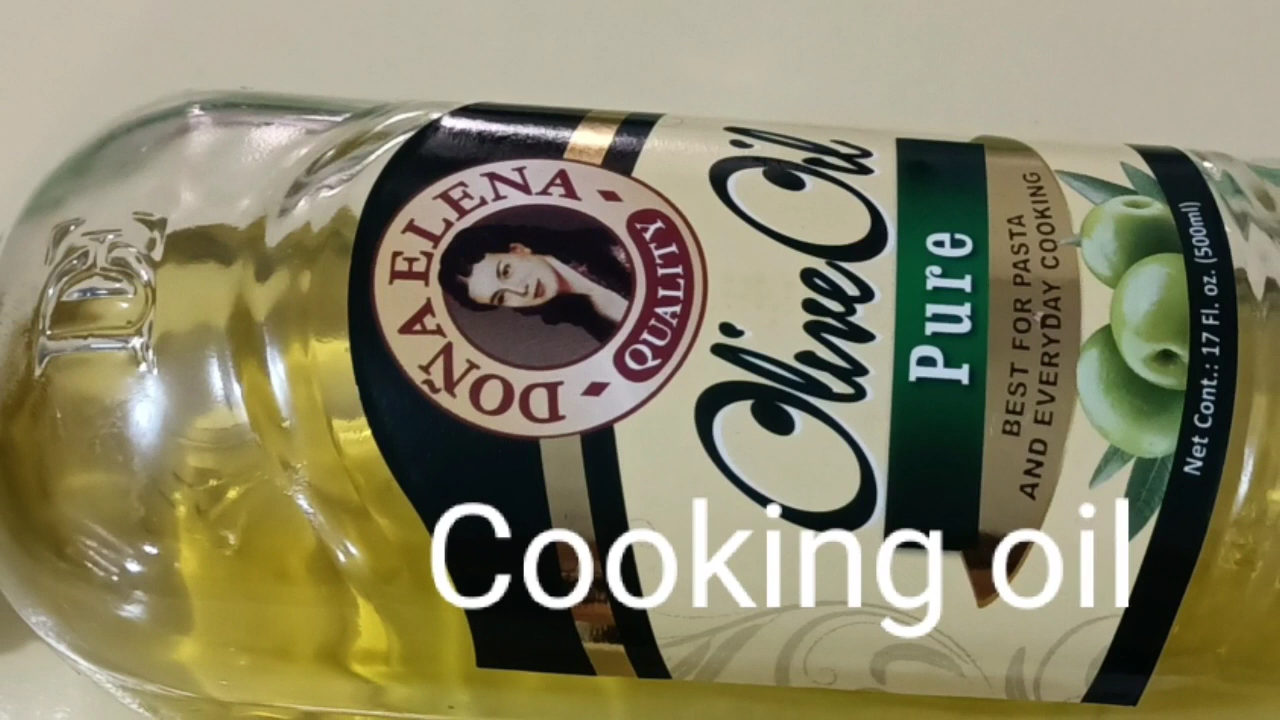 DOÑA ELENA
QUALITY
Olive Oil
Pure
BEST FOR PASTA
AND EVERYDAY COOKING
Net Cont.: 17 Fl. oz. (500ml)
DE
Cooking oil